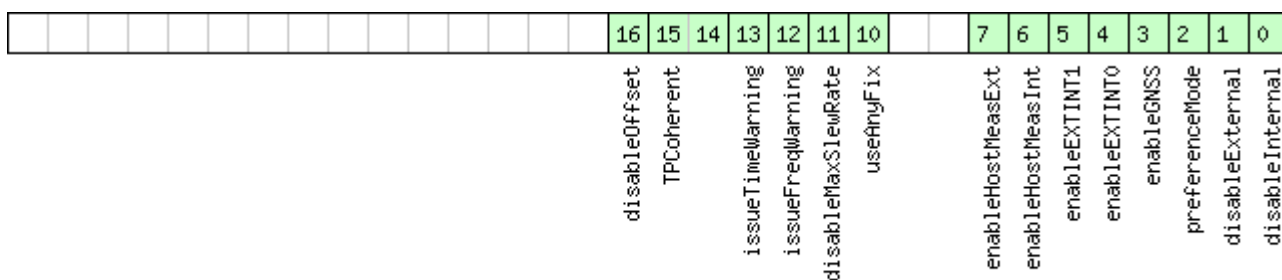 16 15 14 13 12 11 10 7 6 5 4 3 2 1 0
disableOffset
TPCoherent
issueTimeWarning
issueFreqWarning
disableMaxSlewRate
useAnyFix
enableHostMeasExt
enableHostMeasInt
enableEXTINT1
enableEXTINT0
enableGNSS
preferenceMode
disableExternal
disableInternal